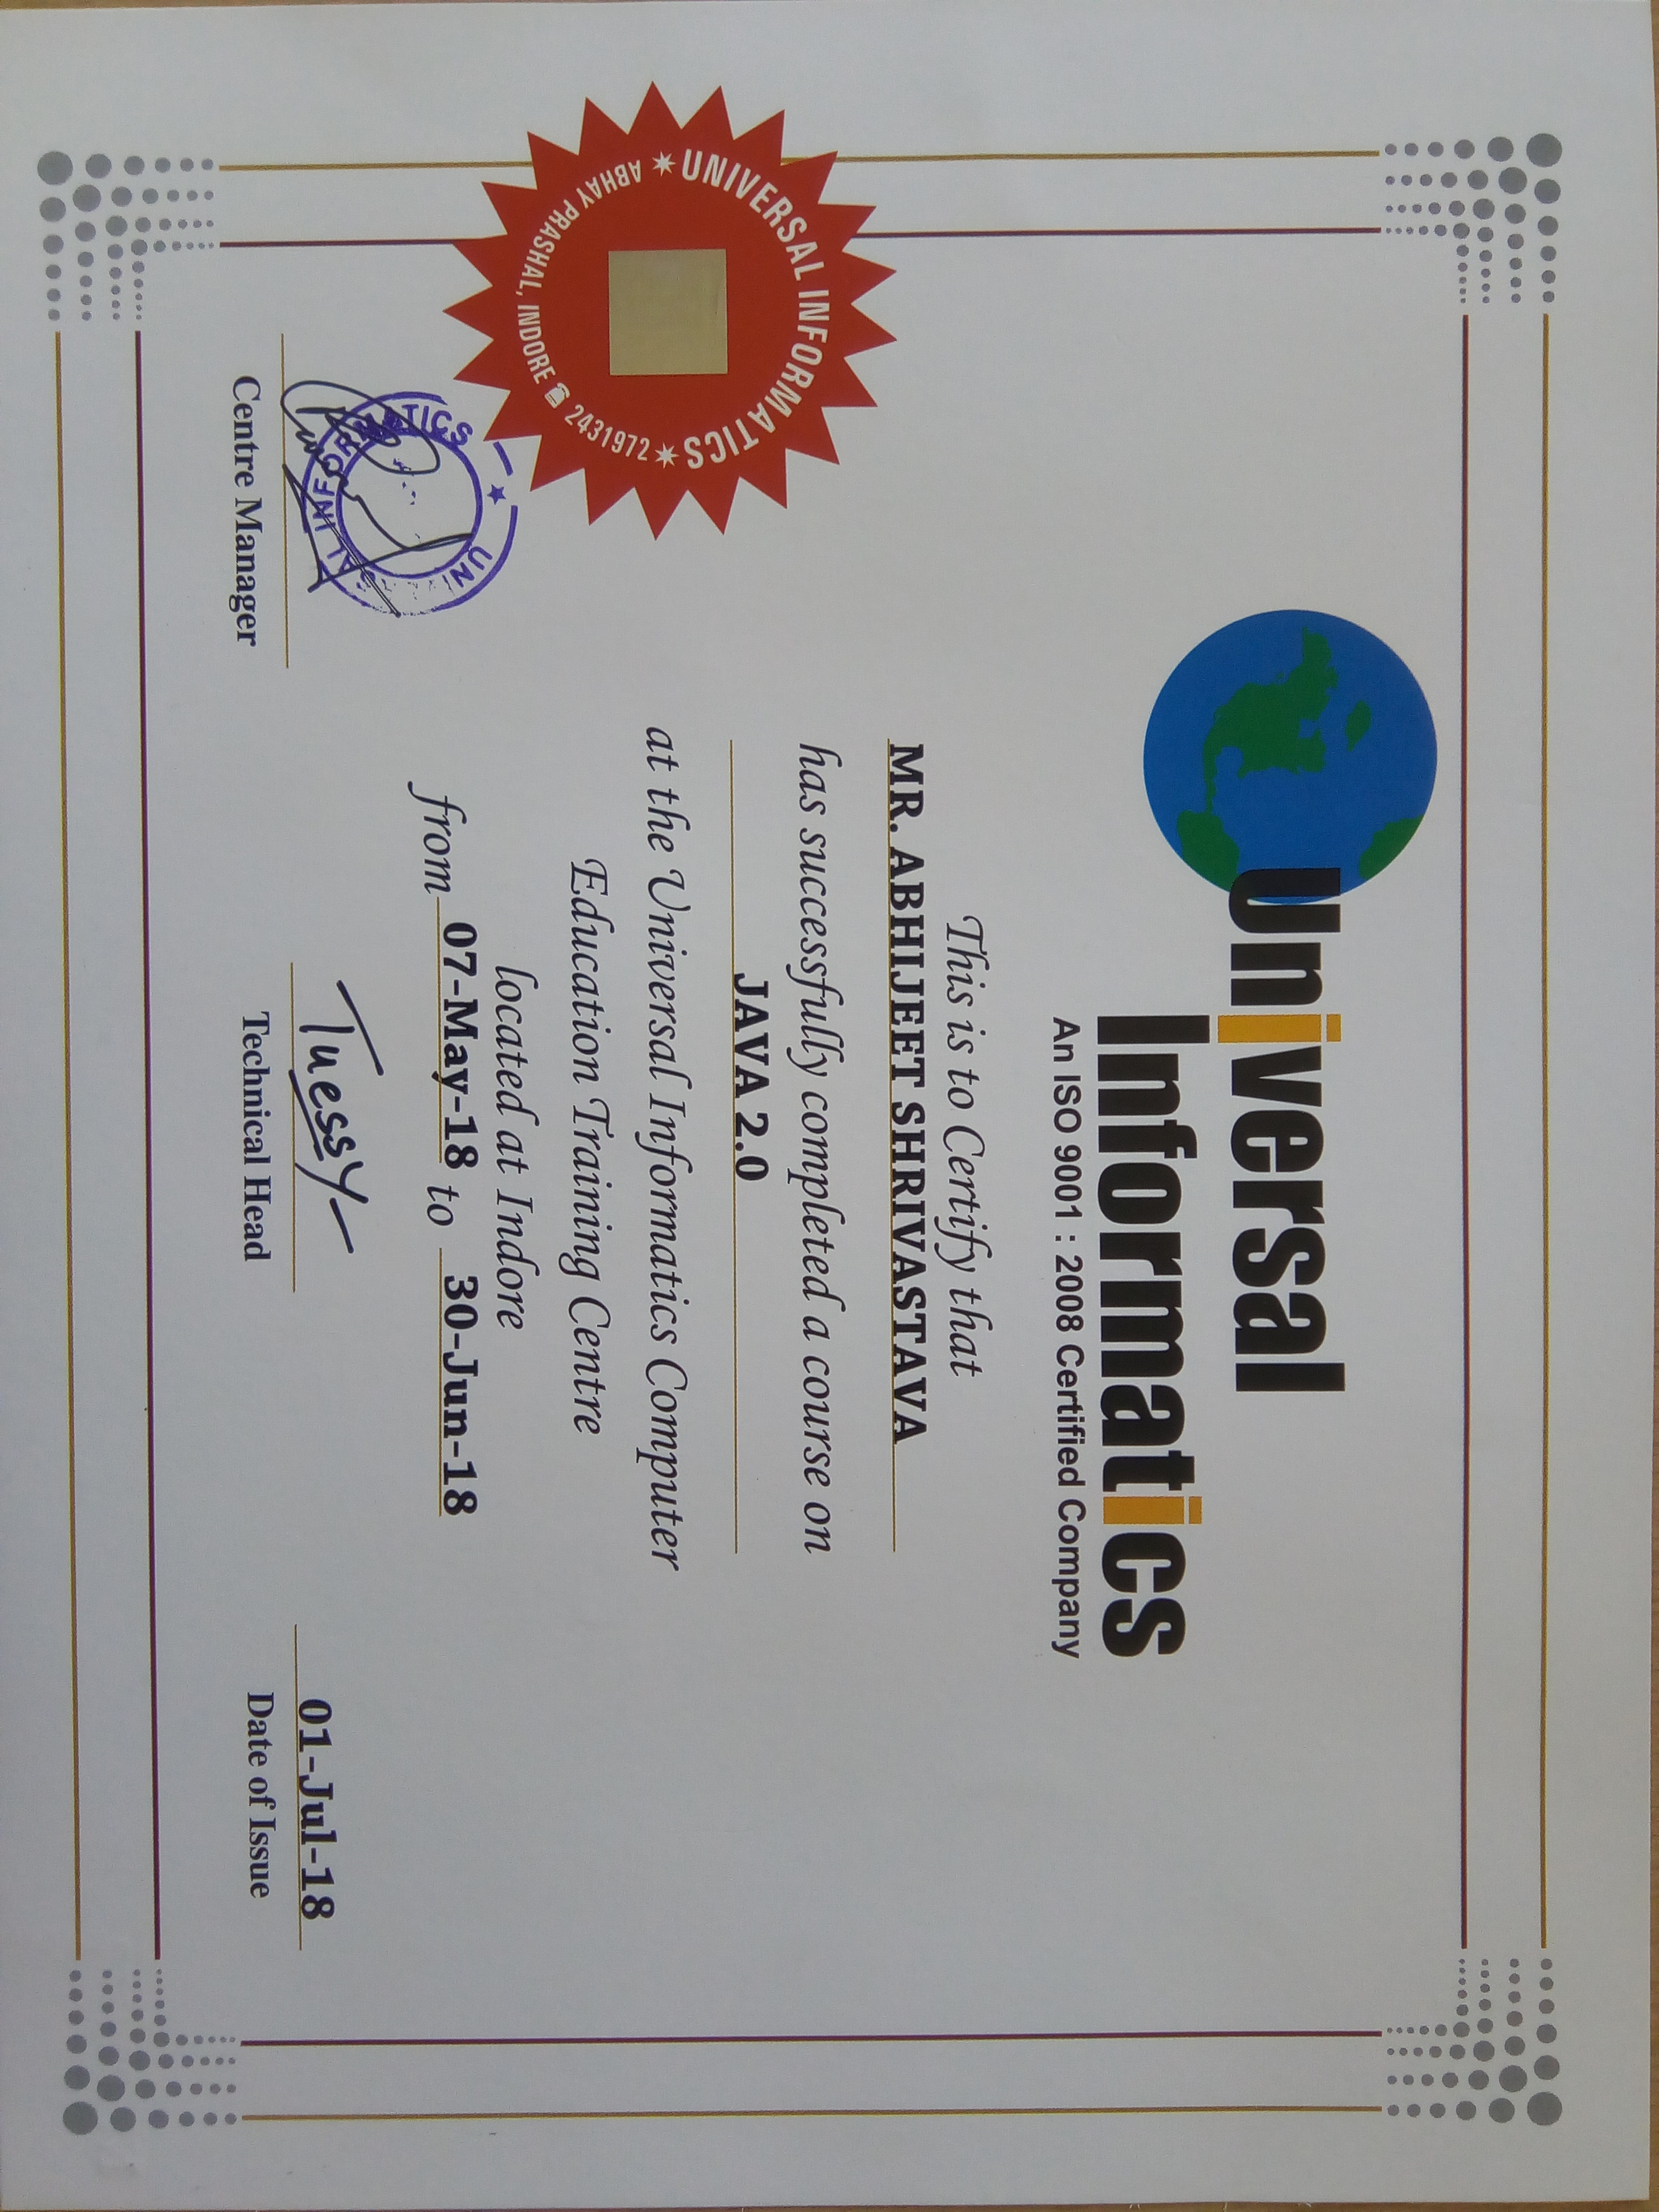 Universal
Informatics
An ISO 9001 : 2008 Certified Company
This is to Certify that
MR. ABHIJEET SHRIVASTAVA
has successfully completed a course on
JAVA 2.0
at the Universal Informatics Computer
Education Training Centre
located at Indore
from 07-May-18 to 30-Jun-18
UNIVERSAL INFORMATICS
ABHAY PRASHAL, INDORE ☎ 2431972
TuessY
01-Jul-18
Centre Manager
Technical Head
Date of Issue